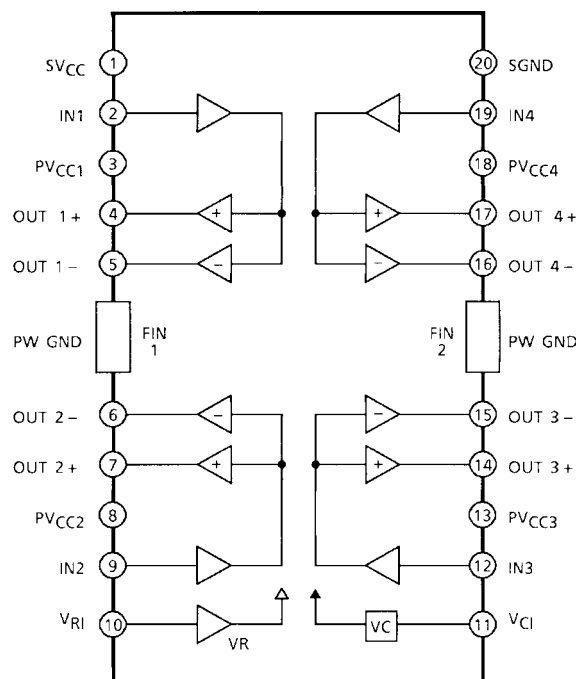 SVCC 1 20 SGND
IN1 2 19 IN4
PVCC1 3 18 PVCC4
OUT 1+ 4 + + 17 OUT 4+
OUT 1− 5 − − 16 OUT 4−
PW GND FIN 1 FIN 2 PW GND
OUT 2− 6 − − 15 OUT 3−
OUT 2+ 7 + + 14 OUT 3+
PVCC2 8 13 PVCC3
IN2 9 12 IN3
VRI 10 VR VC 11 VCI